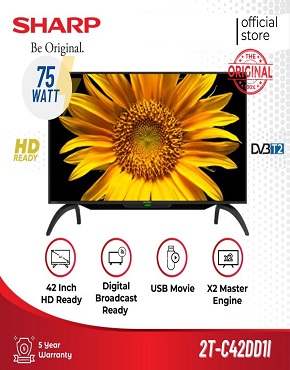 SHARP
Be Original.
official
store
75
WATT
THE
ORIGINAL
100%
HD
READY
DVB T2
42 Inch
HD Ready
Digital
Broadcast
Ready
USB Movie
x2
X2 Master
Engine
5 Year
Warranty
2T-C42DD1I